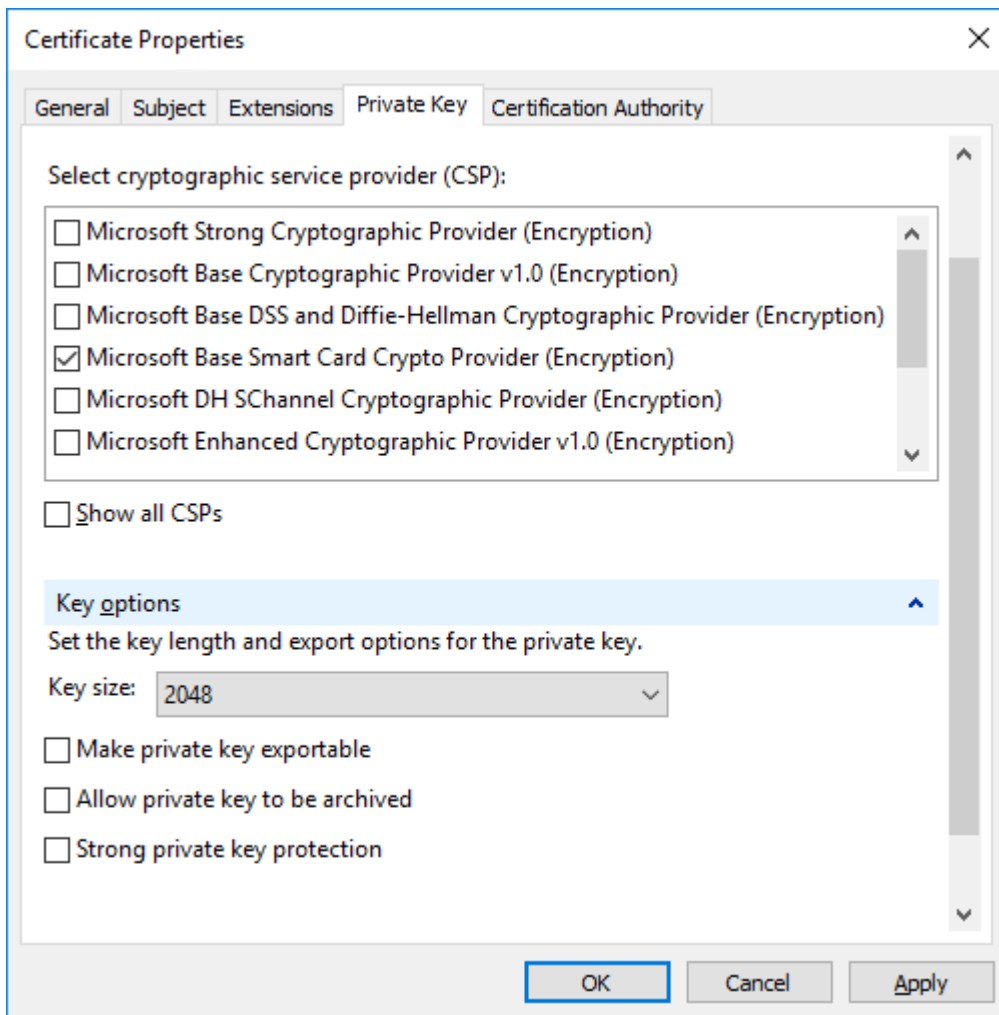 Certificate Properties
General Subject Extensions Private Key Certification Authority
Select cryptographic service provider (CSP):
Microsoft Strong Cryptographic Provider (Encryption)
Microsoft Base Cryptographic Provider v1.0 (Encryption)
Microsoft Base DSS and Diffie-Hellman Cryptographic Provider (Encryption)
Microsoft Base Smart Card Crypto Provider (Encryption)
Microsoft DH SChannel Cryptographic Provider (Encryption)
Microsoft Enhanced Cryptographic Provider v1.0 (Encryption)
Show all CSPs
Key options
Set the key length and export options for the private key.
Key size: 2048
Make private key exportable
Allow private key to be archived
Strong private key protection
OK Cancel Apply